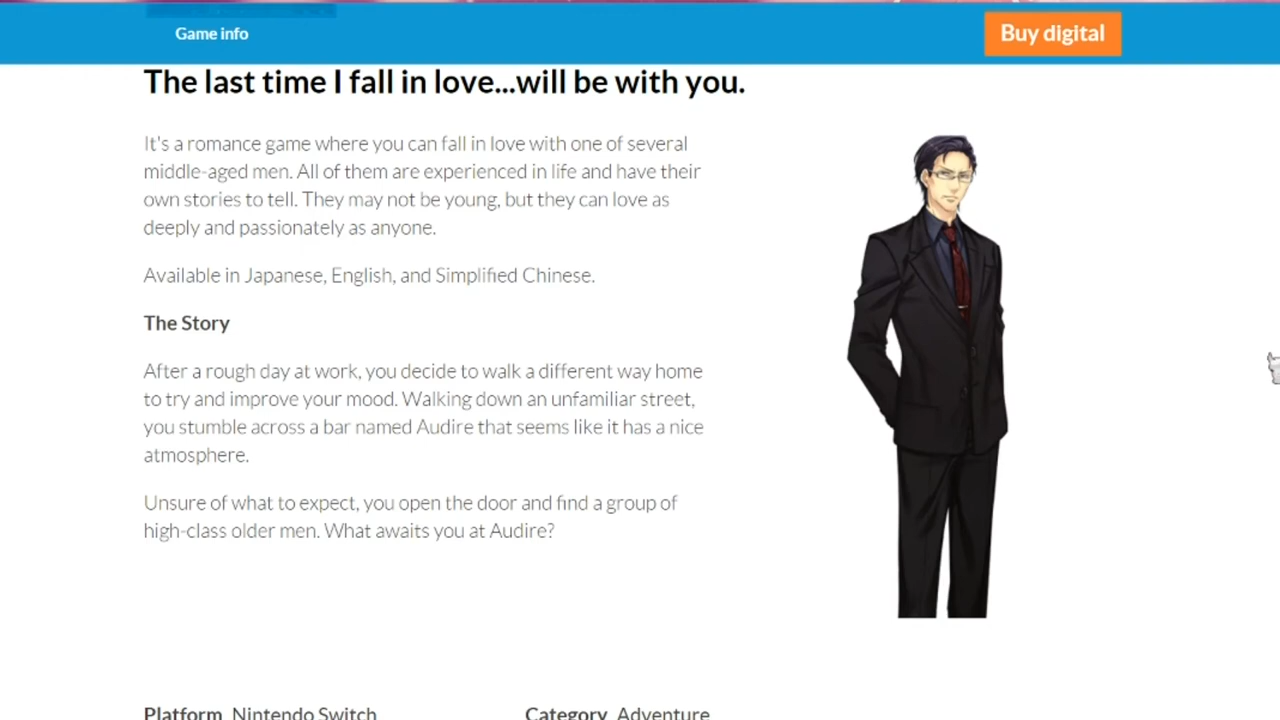 Game info
Buy digital
The last time I fall in love...will be with you.
It's a romance game where you can fall in love with one of several
middle-aged men. All of them are experienced in life and have their
own stories to tell. They may not be young, but they can love as
deeply and passionately as anyone.
Available in Japanese, English, and Simplified Chinese.
The Story
After a rough day at work, you decide to walk a different way home
to try and improve your mood. Walking down an unfamiliar street,
you stumble across a bar named Audire that seems like it has a nice
atmosphere.
Unsure of what to expect, you open the door and find a group of
high-class older men. What awaits you at Audire?
Platform Nintendo Switch
Category Adventure